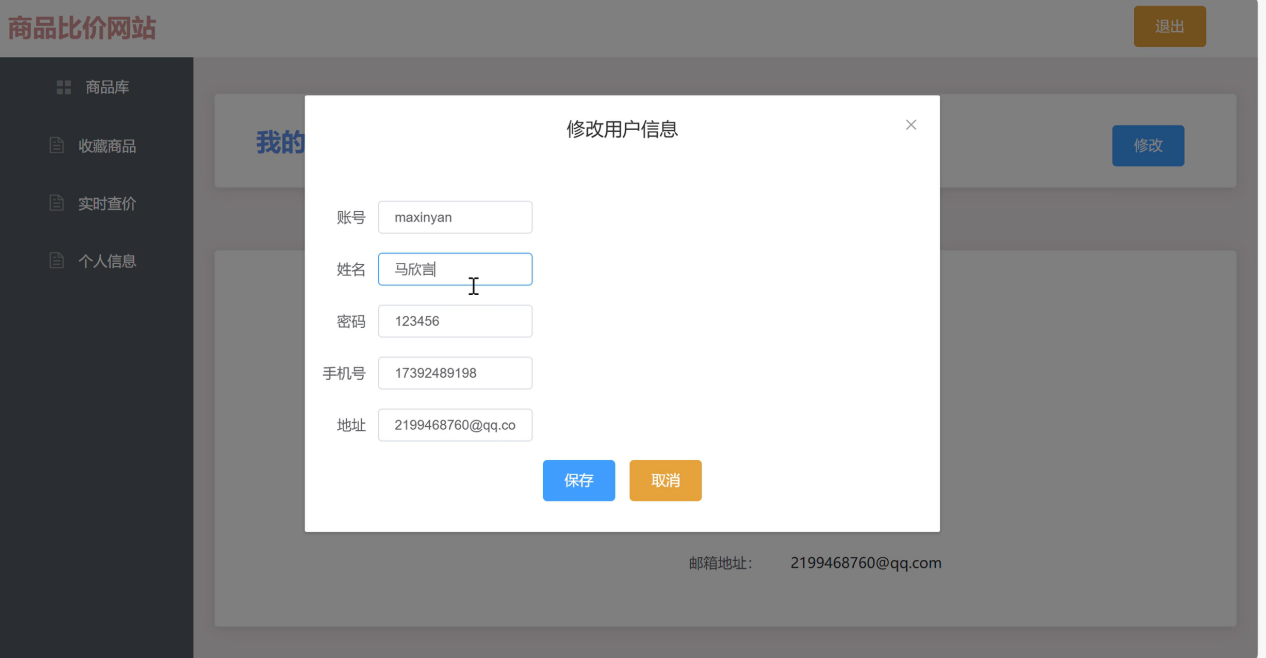 商品比价网站
退出
商品库
收藏商品
实时查价
个人信息
我的
修改
修改用户信息
账号 maxinyan
姓名 马欣言
密码 123456
手机号 17392489198
地址 2199468760@qq.co
保存 取消
邮箱地址： 2199468760@qq.com